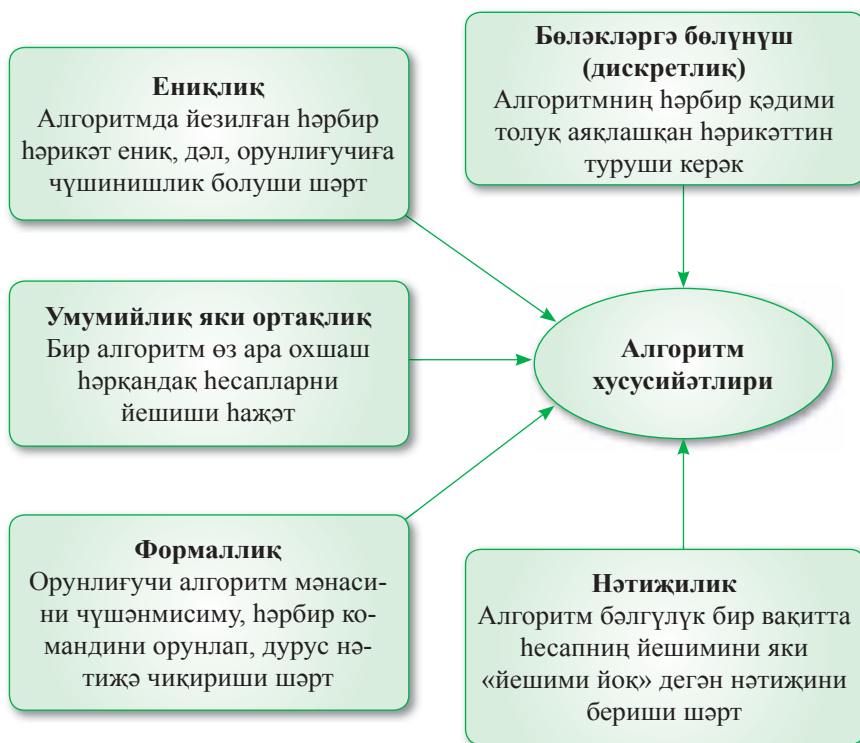 Ениқлиқ
Алгоритмда йезилған һәрбир
һәрикәт ениқ, дәл, орунлиғучиға
чүшинишлик болуши шәрт
Бөләкләргә бөлүнүш
(дискретлиқ)
Алгоритмниң һәрбир қәдими
толуқ аяқлашқан һәрикәттин
туруши керәк
Умумийлиқ яки ортақлиқ
Бир алгоритм өз ара охшаш
һәрқандақ һесапларни
йешиши һаҗәт
Алгоритм
хусусийәтлири
Формаллиқ
Орунлиғучи алгоритм мәнаси-
ни чүшәнмисиму, һәрбир ко-
мандини орунлап, дурус нә-
тиҗә чиқириши шәрт
Нәтиҗилик
Алгоритм бәлгүлүк бир вақитта
һесапниң йешимини яки
«йешими йоқ» дегән нәтиҗини
бериши шәрт